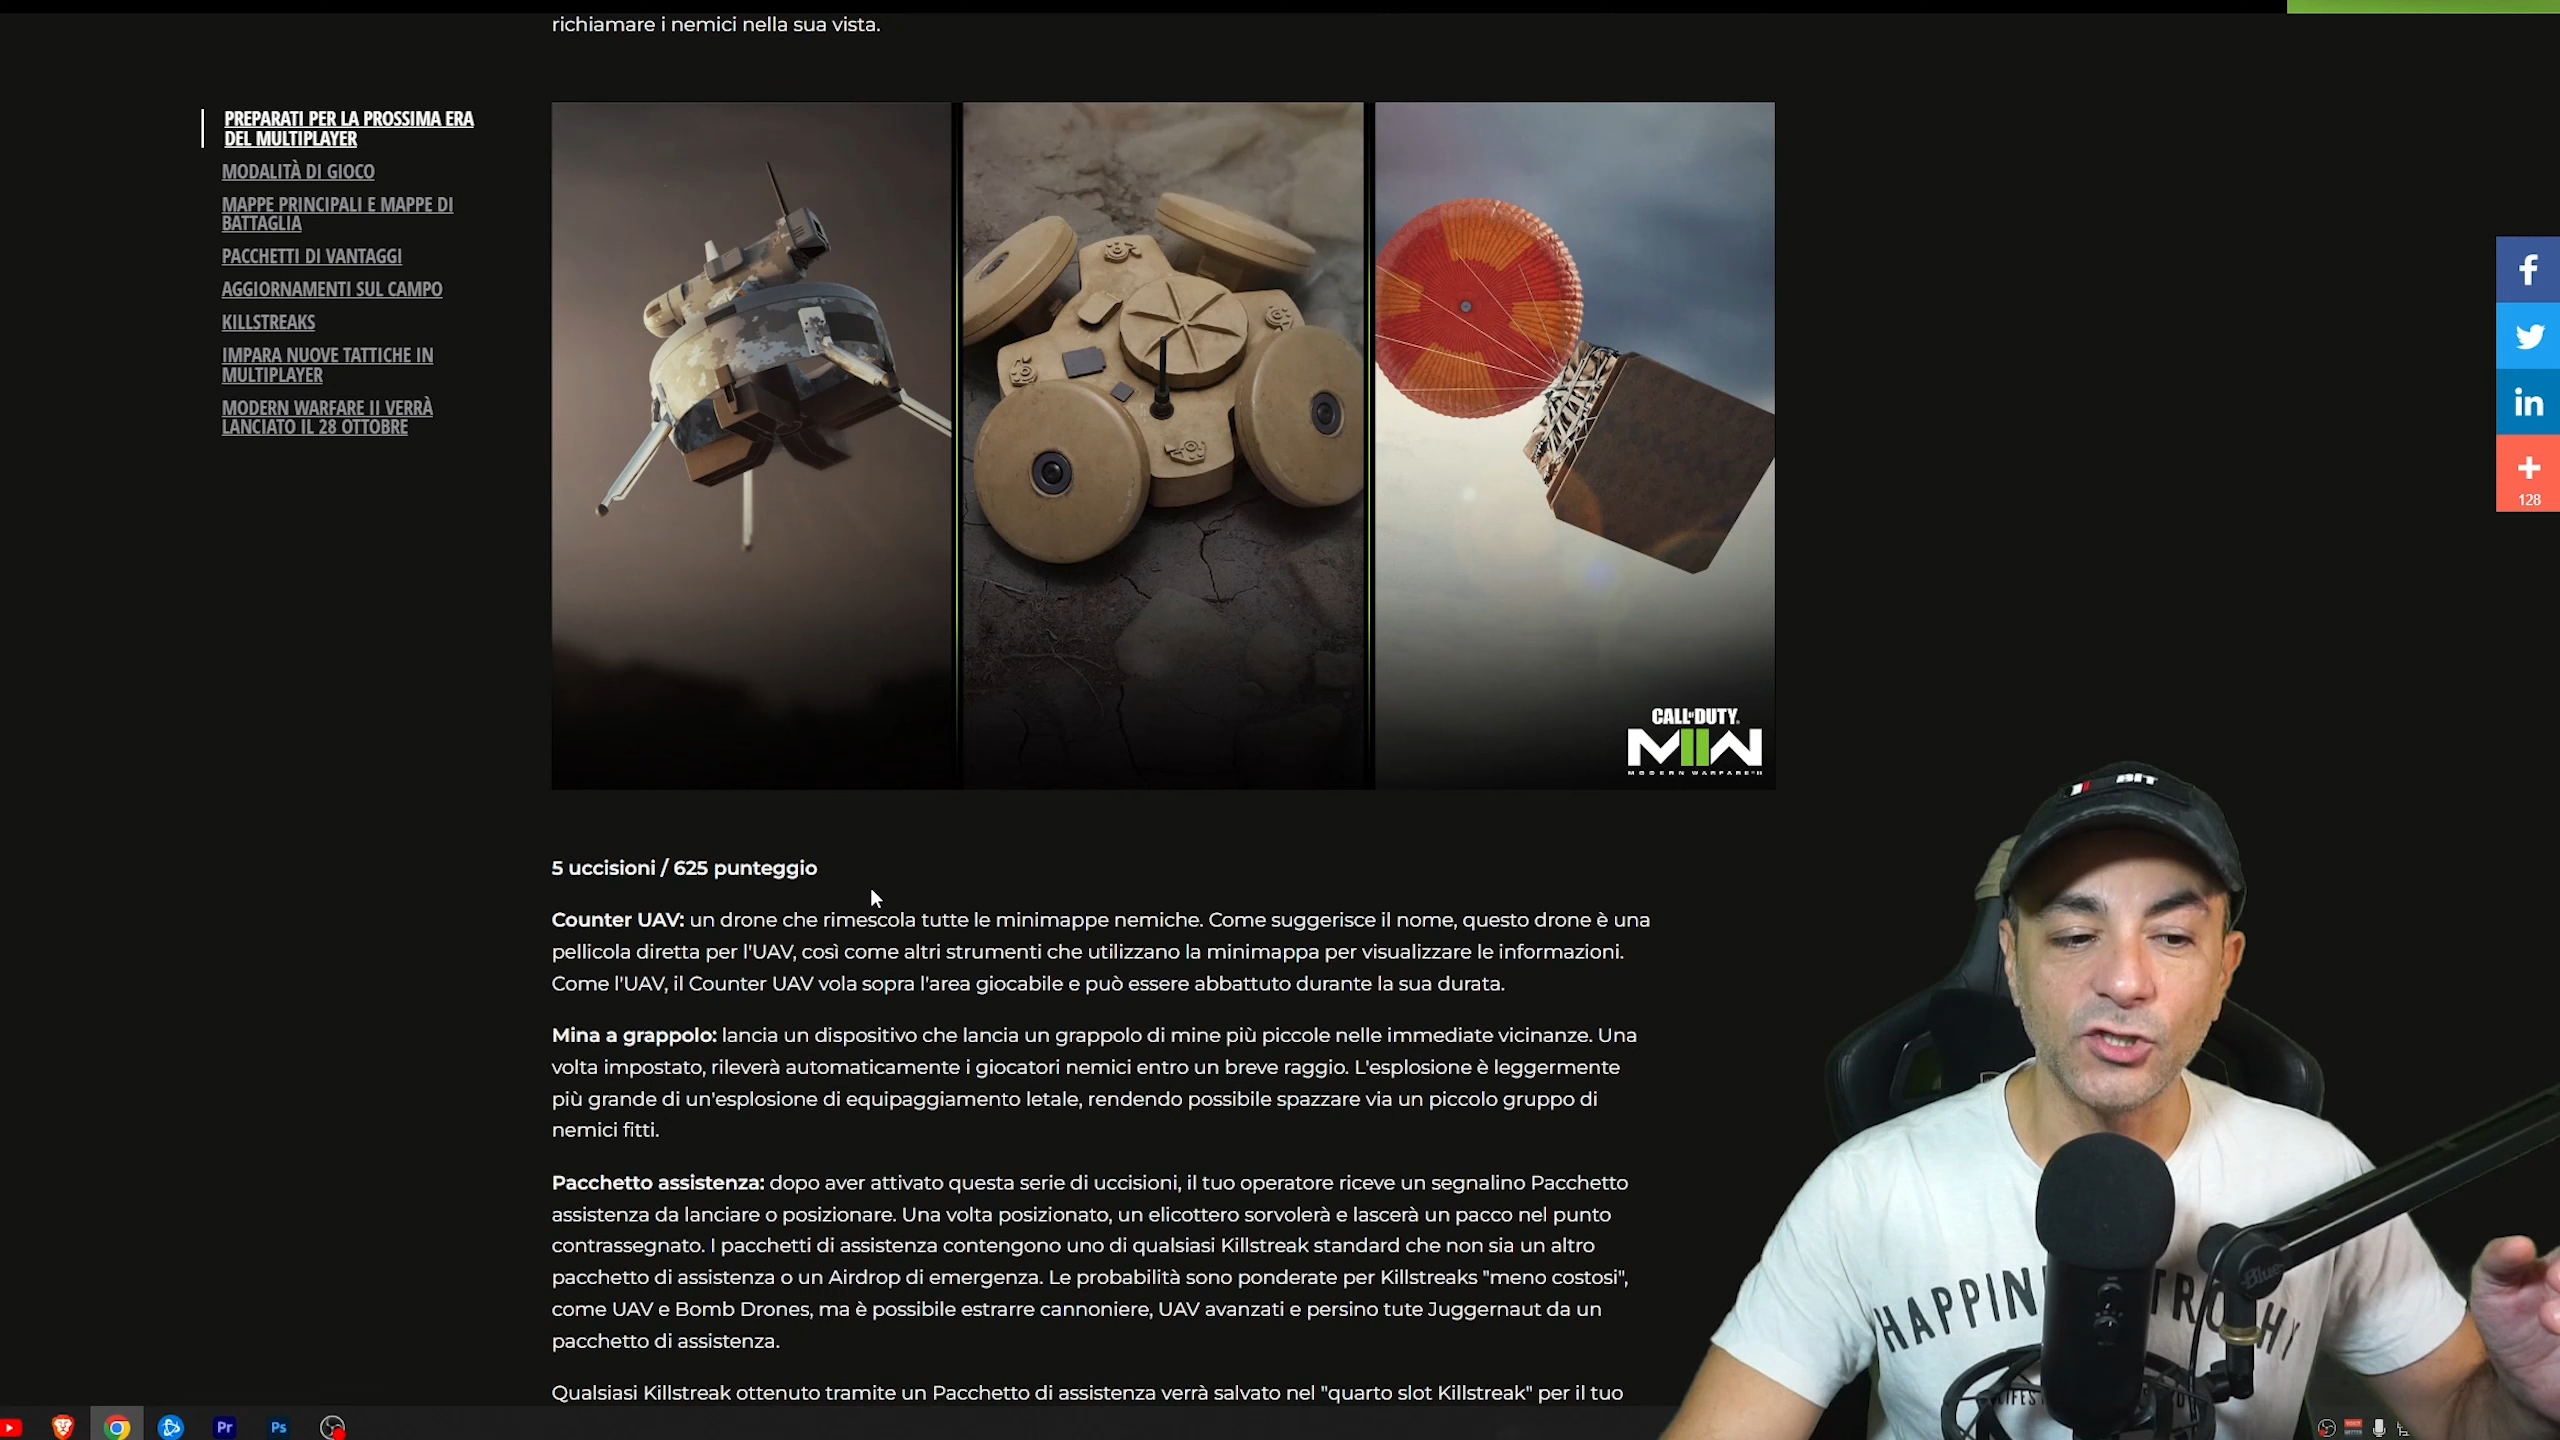 richiamare i nemici nella sua vista.
PREPARATI PER LA PROSSIMA ERA
DEL MULTIPLAYER
MODALITÀ DI GIOCO
MAPPE PRINCIPALI E MAPPE DI
BATTAGLIA
PACCHETTI DI VANTAGGI
AGGIORNAMENTI SUL CAMPO
KILLSTREAKS
IMPARA NUOVE TATTICHE IN
MULTIPLAYER
MODERN WARFARE II VERRÀ
LANCIATO IL 28 OTTOBRE
128
CALL OF DUTY
MWII
MODERN WARFARE II
5 uccisioni / 625 punteggio
Counter UAV: un drone che rimescola tutte le minimappe nemiche. Come suggerisce il nome, questo drone è una
pellicola diretta per l'UAV, così come altri strumenti che utilizzano la minimappa per visualizzare le informazioni.
Come l'UAV, il Counter UAV vola sopra l'area giocabile e può essere abbattuto durante la sua durata.
Mina a grappolo: lancia un dispositivo che lancia un grappolo di mine più piccole nelle immediate vicinanze. Una
volta impostato, rileverà automaticamente i giocatori nemici entro un breve raggio. L'esplosione è leggermente
più grande di un'esplosione di equipaggiamento letale, rendendo possibile spazzare via un piccolo gruppo di
nemici fitti.
Pacchetto assistenza: dopo aver attivato questa serie di uccisioni, il tuo operatore riceve un segnalino Pacchetto
assistenza da lanciare o posizionare. Una volta posizionato, un elicottero sorvolerà e lascerà un pacco nel punto
contrassegnato. I pacchetti di assistenza contengono uno di qualsiasi Killstreak standard che non sia un altro
pacchetto di assistenza o un Airdrop di emergenza. Le probabilità sono ponderate per Killstreaks "meno costosi",
come UAV e Bomb Drones, ma è possibile estrarre cannoniere, UAV avanzati e persino tute Juggernaut da un
pacchetto di assistenza.
Qualsiasi Killstreak ottenuto tramite un Pacchetto di assistenza verrà salvato nel "quarto slot Killstreak" per il tuo
BIT
Blue
Pr
Ps